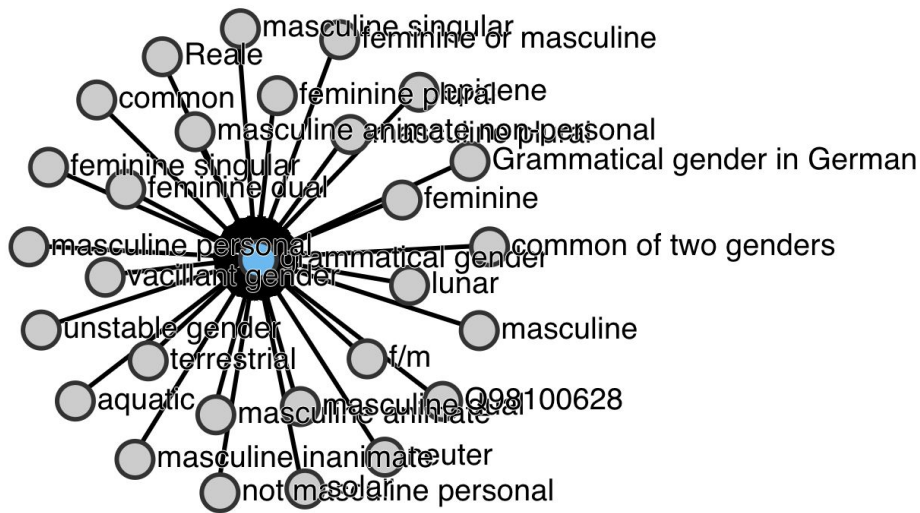 masculine singular
feminine or masculine
Reale
common
feminine plural
epigene
masculine animate non-personal
masculine plural
Grammatical gender in German
feminine singular
feminine dual
feminine
masculine personal
common of two genders
grammatical gender
vacillant gender
lunar
unstable gender
masculine
terrestrial
f/m
aquatic
masculine dual
Q98100628
masculine animate
masculine inanimate
neuter
not masculine personal
solar